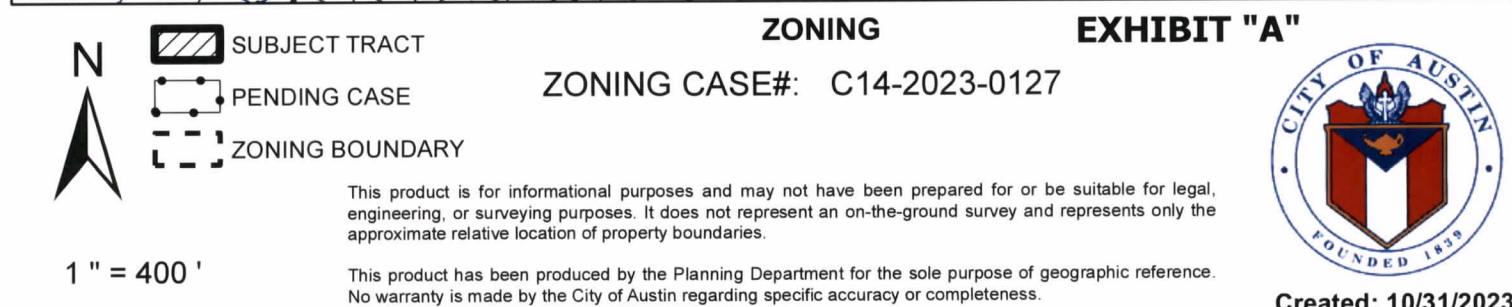 ZONING
EXHIBIT "A"
N
SUBJECT TRACT
PENDING CASE
ZONING BOUNDARY
ZONING CASE#: C14-2023-0127
This product is for informational purposes and may not have been prepared for or be suitable for legal,
engineering, or surveying purposes. It does not represent an on-the-ground survey and represents only the
approximate relative location of property boundaries.
1 " = 400 '
This product has been produced by the Planning Department for the sole purpose of geographic reference.
No warranty is made by the City of Austin regarding specific accuracy or completeness.
CITY OF AUSTIN
FOUNDED 1839
Created: 10/31/2023